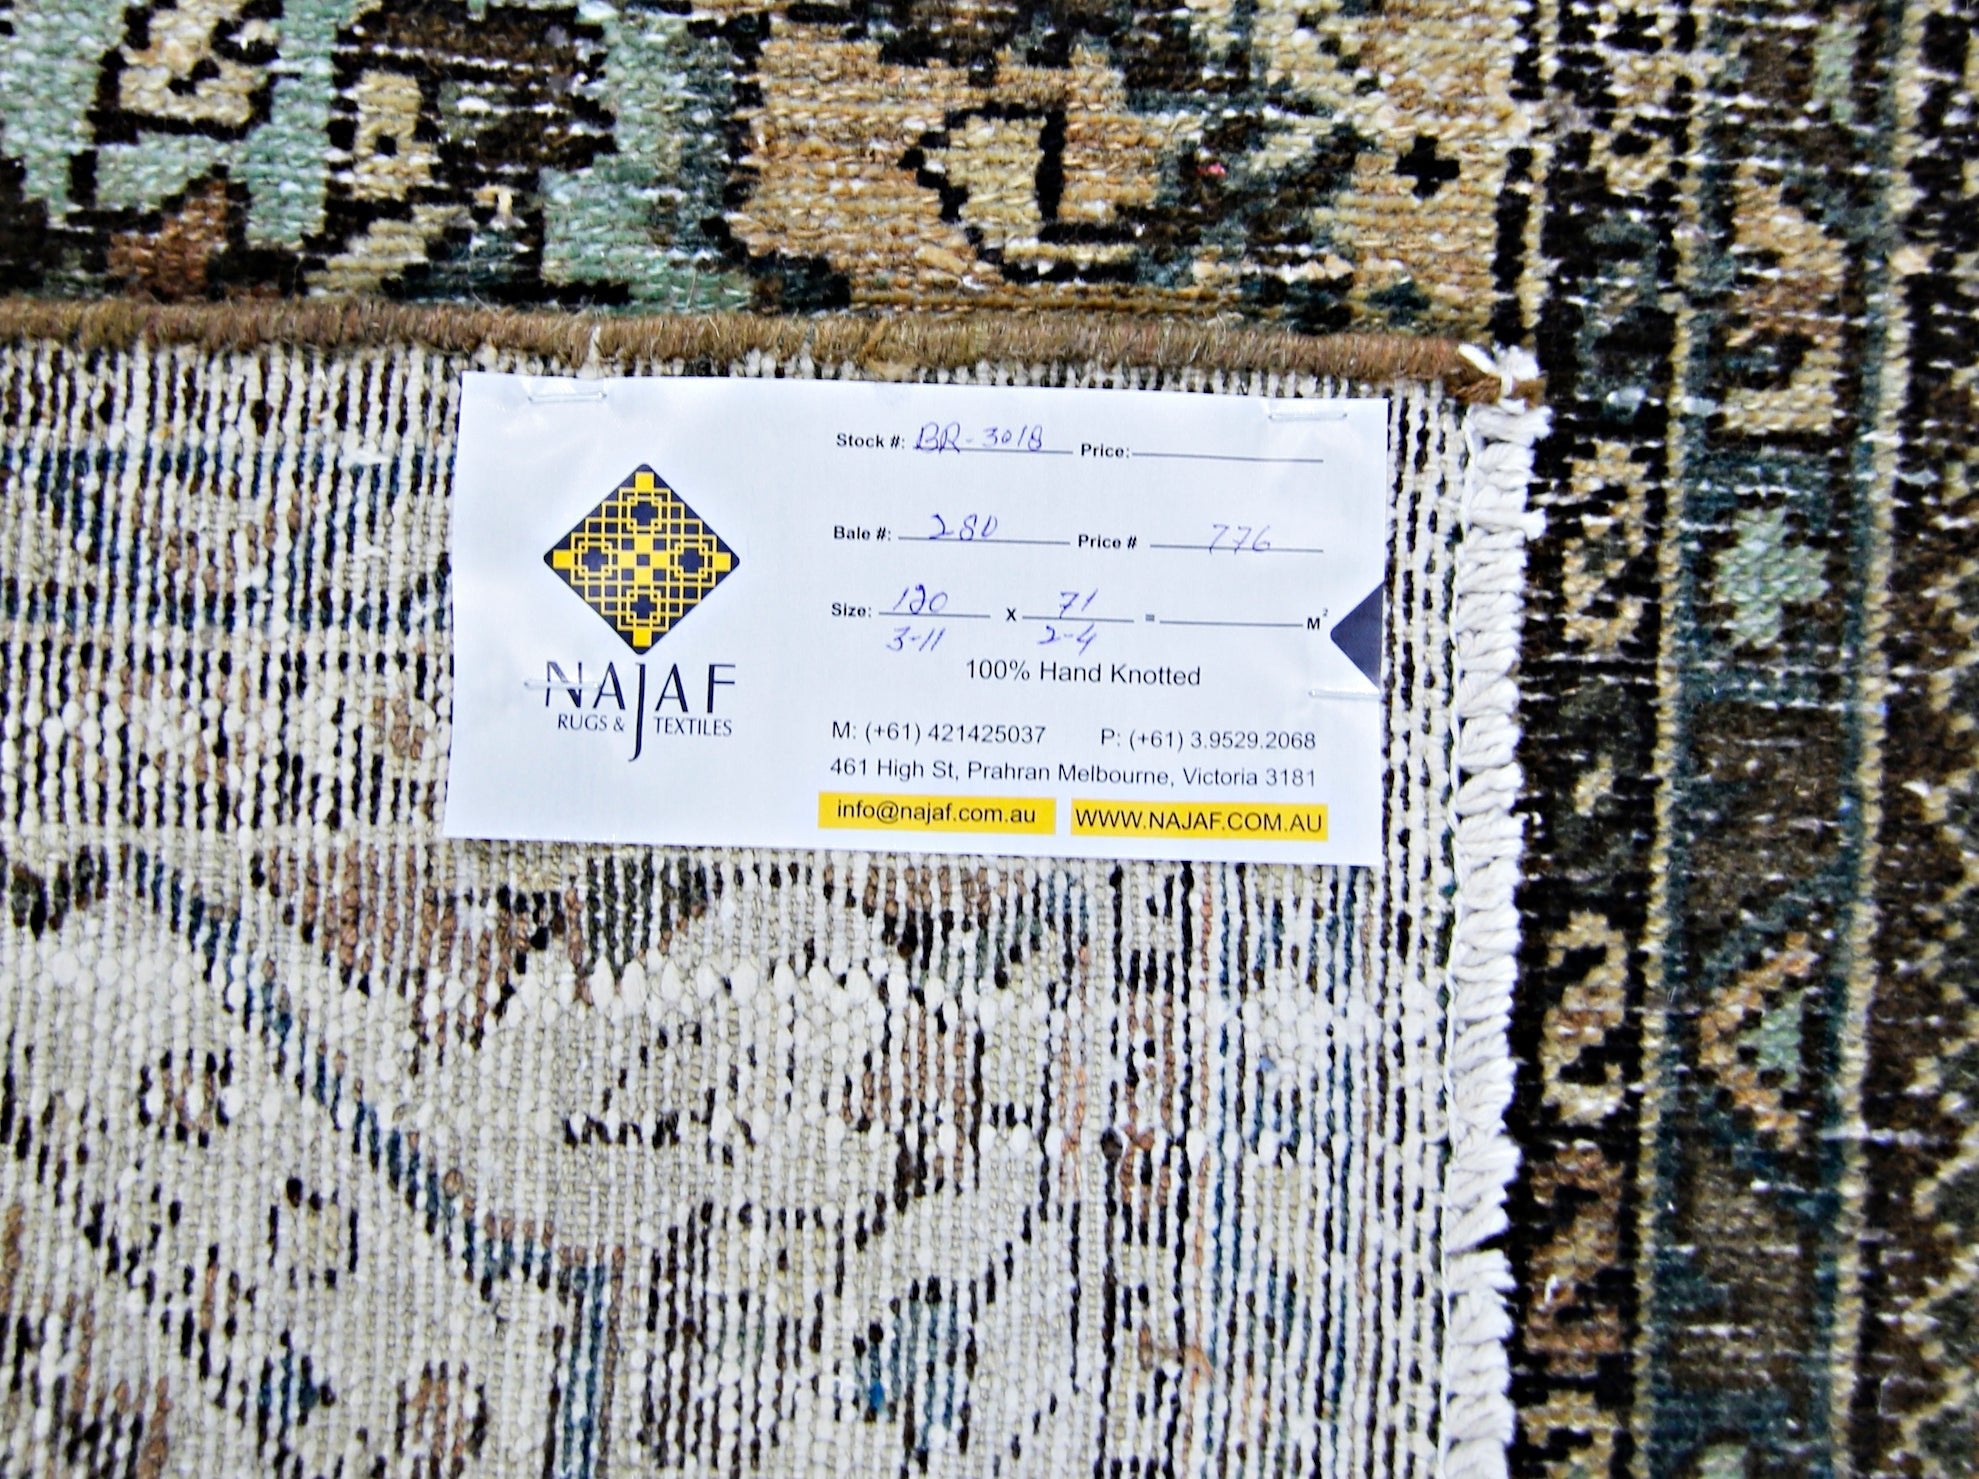 NAJAF
RUGS & TEXTILES
Stock #: BR-3018 Price:
Bale #: 280 Price # 776
Size: 120 x 71 = M²
3-11 2-4
100% Hand Knotted
M: (+61) 421425037 P: (+61) 3.9529.2068
461 High St, Prahran Melbourne, Victoria 3181
info@najaf.com.au WWW.NAJAF.COM.AU